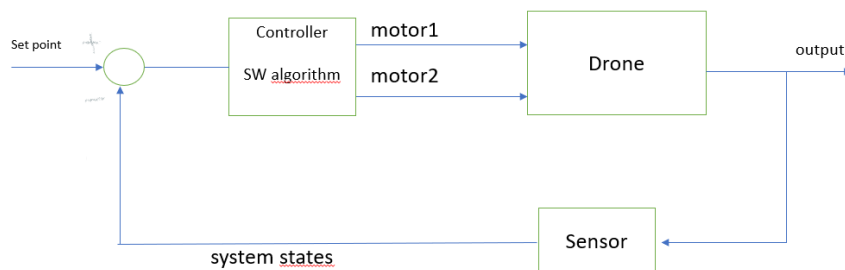 Set point
Controller
SW algorithm
motor1
motor2
Drone
output
Sensor
system states